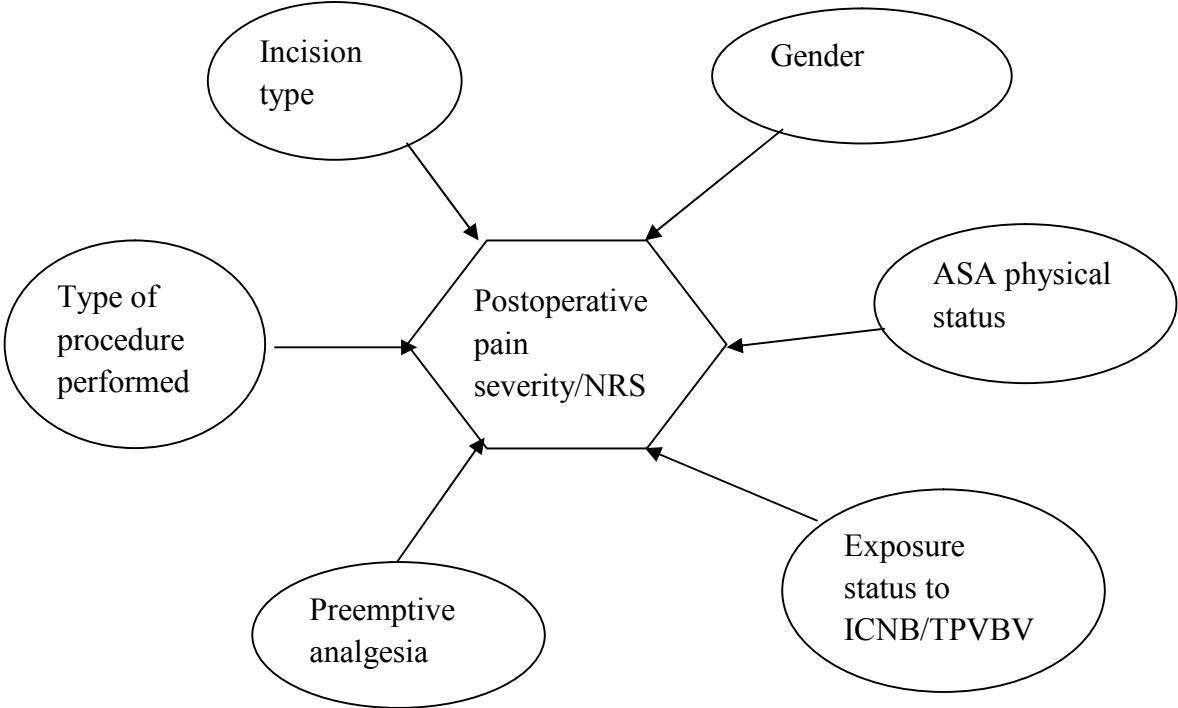 Incision
type
Gender
ASA physical
status
Type of
procedure
performed
Postoperative
pain
severity/NRS
Exposure
status to
ICNB/TPVBV
Preemptive
analgesia